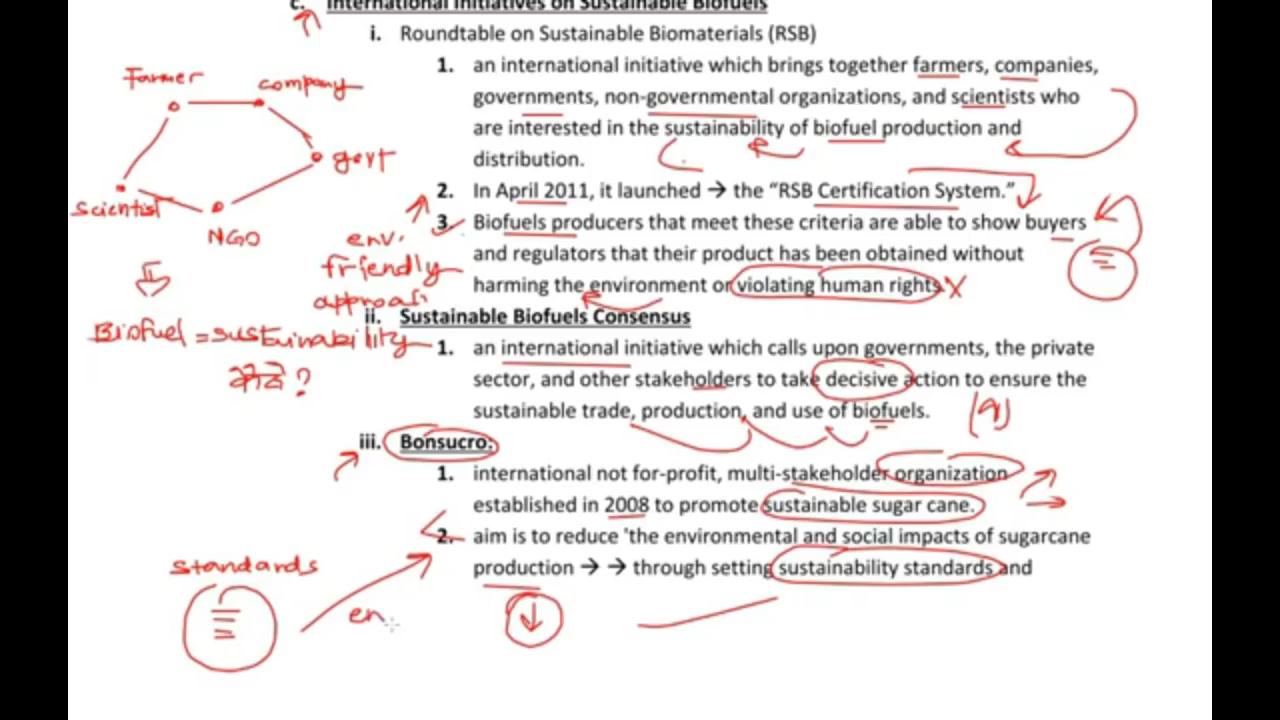 c. International Initiatives on Sustainable Biofuels
i. Roundtable on Sustainable Biomaterials (RSB)
1. an international initiative which brings together farmers, companies,
governments, non-governmental organizations, and scientists who
are interested in the sustainability of biofuel production and
distribution.
2. In April 2011, it launched → the “RSB Certification System.”
3. Biofuels producers that meet these criteria are able to show buyers
and regulators that their product has been obtained without
harming the environment or violating human rights.
ii. Sustainable Biofuels Consensus
1. an international initiative which calls upon governments, the private
sector, and other stakeholders to take decisive action to ensure the
sustainable trade, production, and use of biofuels.
iii. Bonsucro:
1. international not for-profit, multi-stakeholder organization
established in 2008 to promote sustainable sugar cane.
2. aim is to reduce 'the environmental and social impacts of sugarcane
production → → through setting sustainability standards and
Farmer
company
govt
Scientist
NGO
env.
friendly
Biofuel = sustainability
standards
en